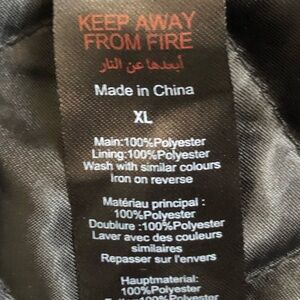 KEEP AWAY
FROM FIRE
أبعدها عن النار
Made in China
XL
Main:100%Polyester
Lining:100%Polyester
Wash with similar colours
Iron on reverse
Matériau principal :
100%Polyester
Doublure :100%Polyester
Laver avec des couleurs
similaires
Repasser sur l'envers
Hauptmaterial:
100%Polyester